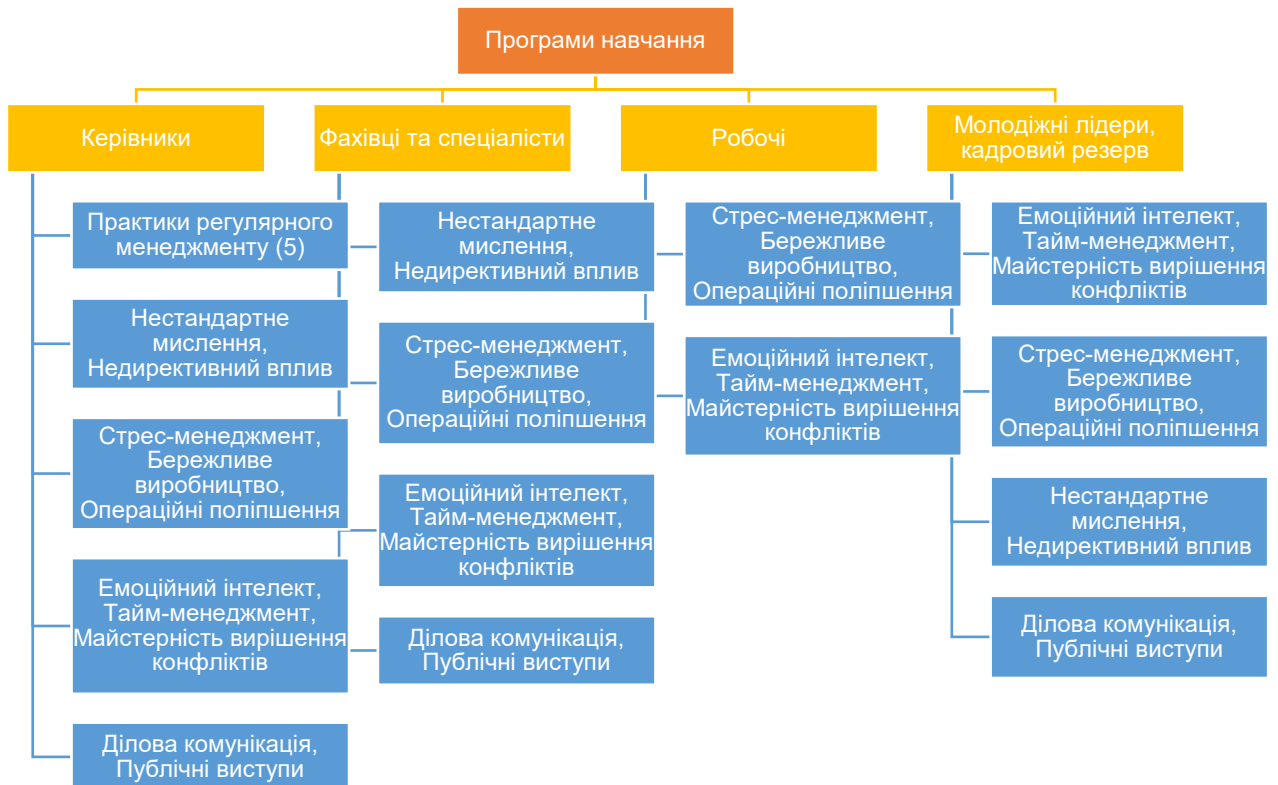 Програми навчання
Керівники
Практики регулярного
менеджменту (5)
Нестандартне
мислення,
Недирективний вплив
Стрес-менеджмент,
Бережливе
виробництво,
Операційні поліпшення
Емоційний інтелект,
Тайм-менеджмент,
Майстерність вирішення
конфліктів
Ділова комунікація,
Публічні виступи
Фахівці та спеціалісти
Нестандартне
мислення,
Недирективний вплив
Стрес-менеджмент,
Бережливе
виробництво,
Операційні поліпшення
Емоційний інтелект,
Тайм-менеджмент,
Майстерність вирішення
конфліктів
Ділова комунікація,
Публічні виступи
Робочі
Стрес-менеджмент,
Бережливе
виробництво,
Операційні поліпшення
Емоційний інтелект,
Тайм-менеджмент,
Майстерність вирішення
конфліктів
Молодіжні лідери,
кадровий резерв
Емоційний інтелект,
Тайм-менеджмент,
Майстерність вирішення
конфліктів
Стрес-менеджмент,
Бережливе
виробництво,
Операційні поліпшення
Нестандартне
мислення,
Недирективний вплив
Ділова комунікація,
Публічні виступи